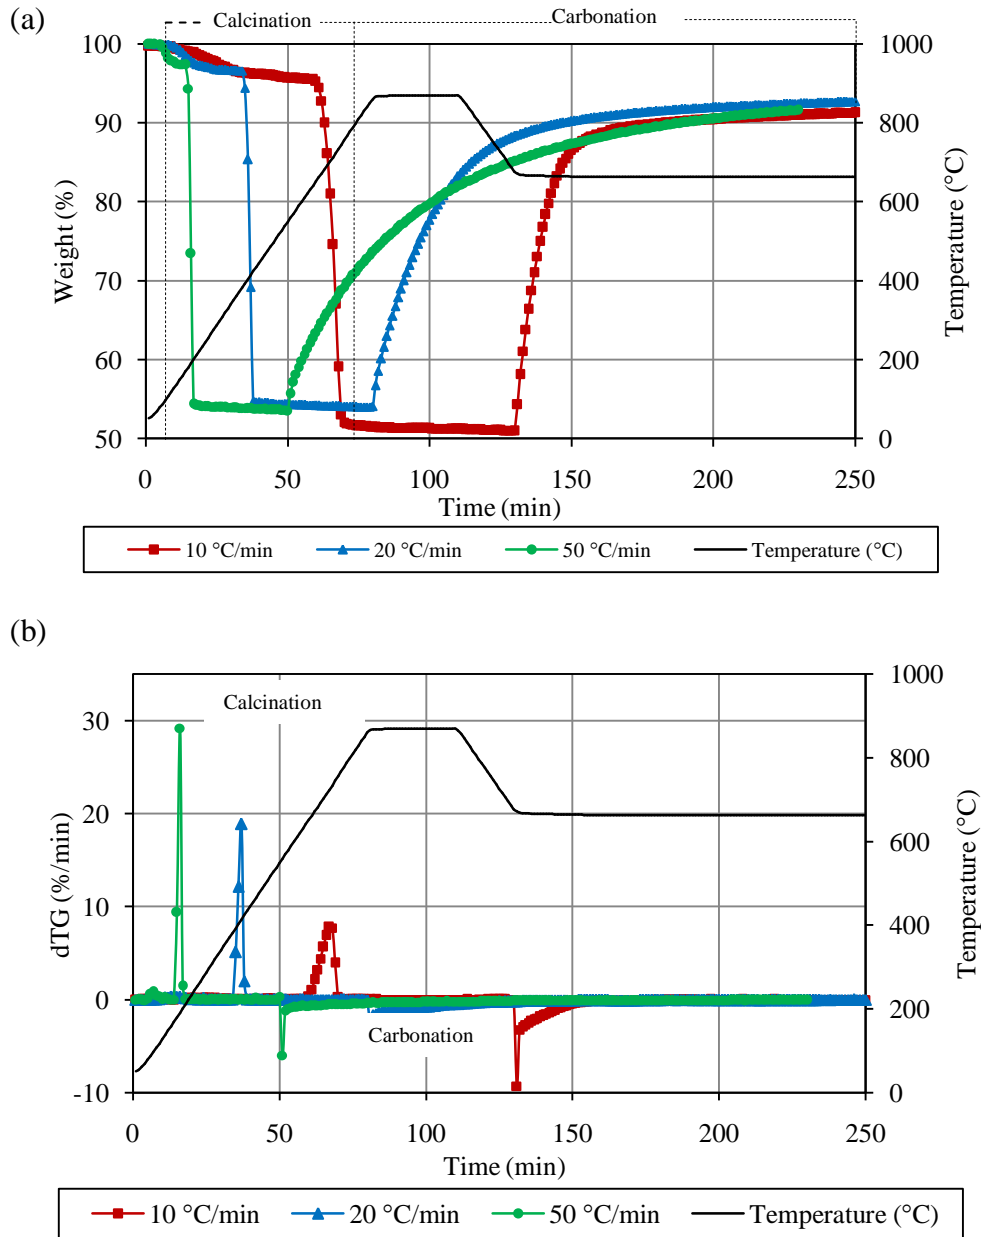 (a)
Calcination
Carbonation
100
90
80
70
60
50
Weight (%)
1000
800
600
400
200
0
Temperature (°C)
0 50 100 150 200 250
Time (min)
10 °C/min 20 °C/min 50 °C/min Temperature (°C)
(b)
Calcination
Carbonation
30
20
10
0
-10
dTG (%/min)
1000
800
600
400
200
0
Temperature (°C)
0 50 100 150 200 250
Time (min)
10 °C/min 20 °C/min 50 °C/min Temperature (°C)